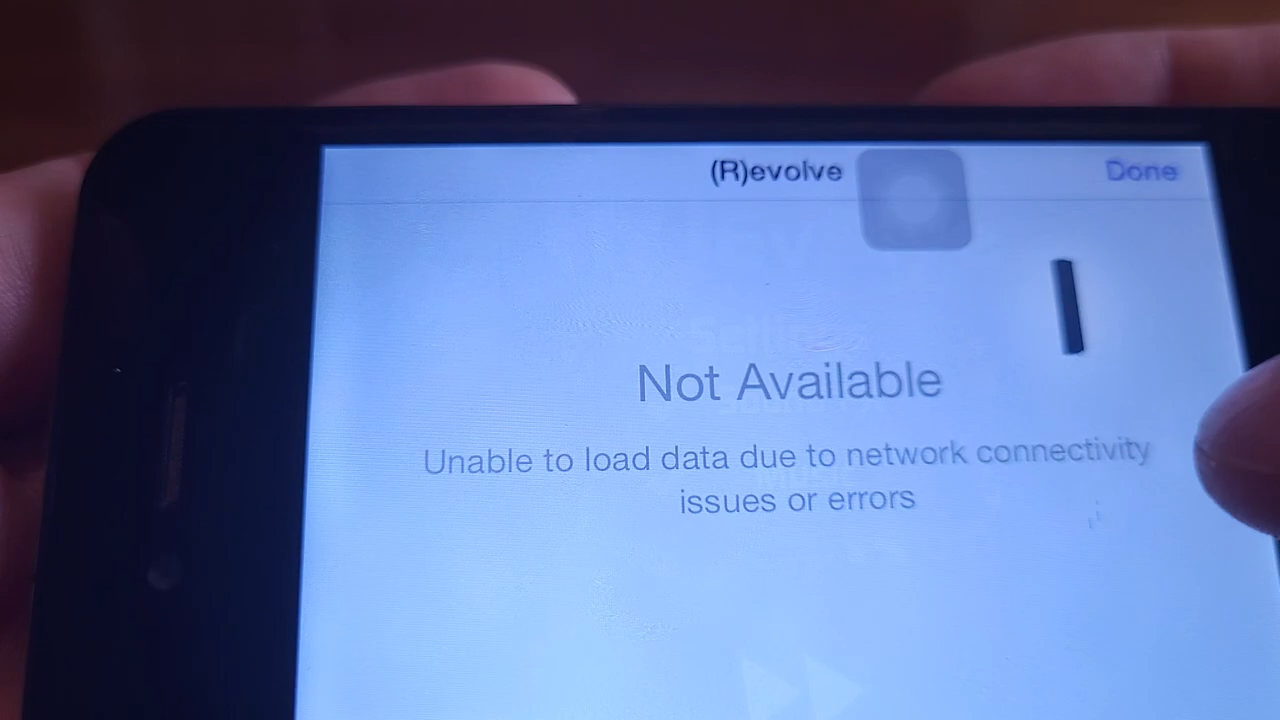 (R)evolve
Done
Not Available
Unable to load data due to network connectivity
issues or errors